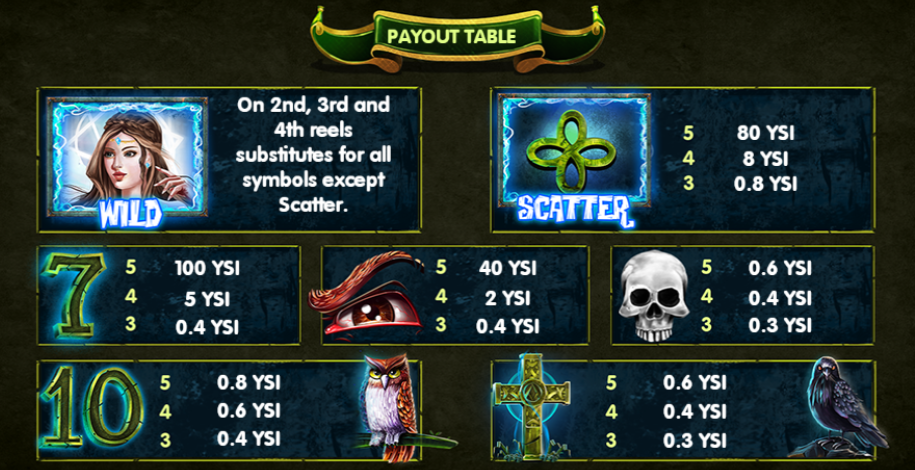 PAYOUT TABLE
On 2nd, 3rd and
4th reels
substitutes for all
symbols except
Scatter.
WILD
5 80 YSI
4 8 YSI
3 0.8 YSI
SCATTER
7
5 100 YSI
4 5 YSI
3 0.4 YSI
5 40 YSI
4 2 YSI
3 0.4 YSI
5 0.6 YSI
4 0.4 YSI
3 0.3 YSI
10
5 0.8 YSI
4 0.6 YSI
3 0.4 YSI
5 0.6 YSI
4 0.4 YSI
3 0.3 YSI